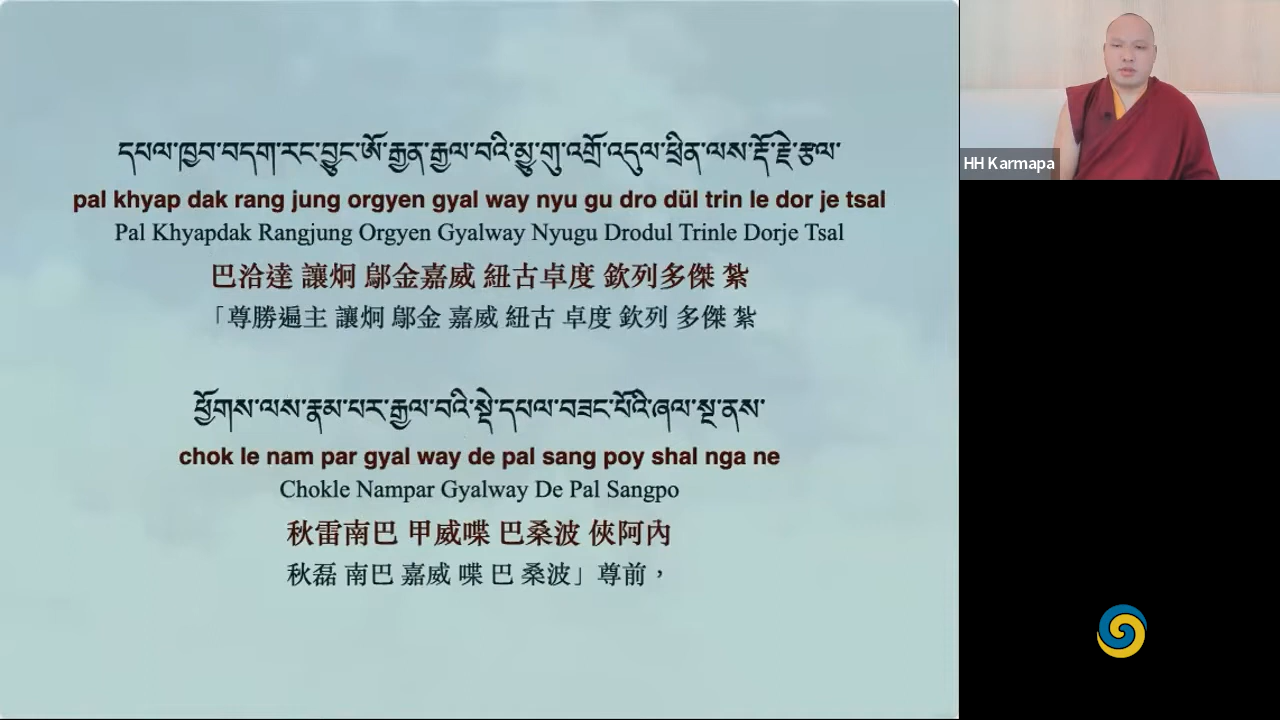 དཔལ་ཁྱབ་བདག་རང་བྱུང་ཨོ་རྒྱན་རྒྱལ་བའི་མྱུ་གུ་འགྲོ་འདུལ་ཕྲིན་ལས་རྡོ་རྗེ་རྩལ་
pal khyap dak rang jung orgyen gyal way nyu gu dro dül trin le dor je tsal
Pal Khyapdak Rangjung Orgyen Gyalway Nyugu Drodul Trinle Dorje Tsal
巴洽達 讓炯 鄔金嘉威 紐古卓度 欽列多傑 紮
「尊勝遍主 讓炯 鄔金 嘉威 紐古 卓度 欽列 多傑 紮
ཕྱོགས་ལས་རྣམ་པར་རྒྱལ་བའི་སྡེ་དཔལ་བཟང་པོའི་ཞལ་སྔ་ནས་
chok le nam par gyal way de pal sang poy shal nga ne
Chokle Nampar Gyalway De Pal Sangpo
秋雷南巴 甲威喋 巴桑波 俠阿內
秋磊 南巴 嘉威 喋 巴 桑波」尊前，
HH Karmapa